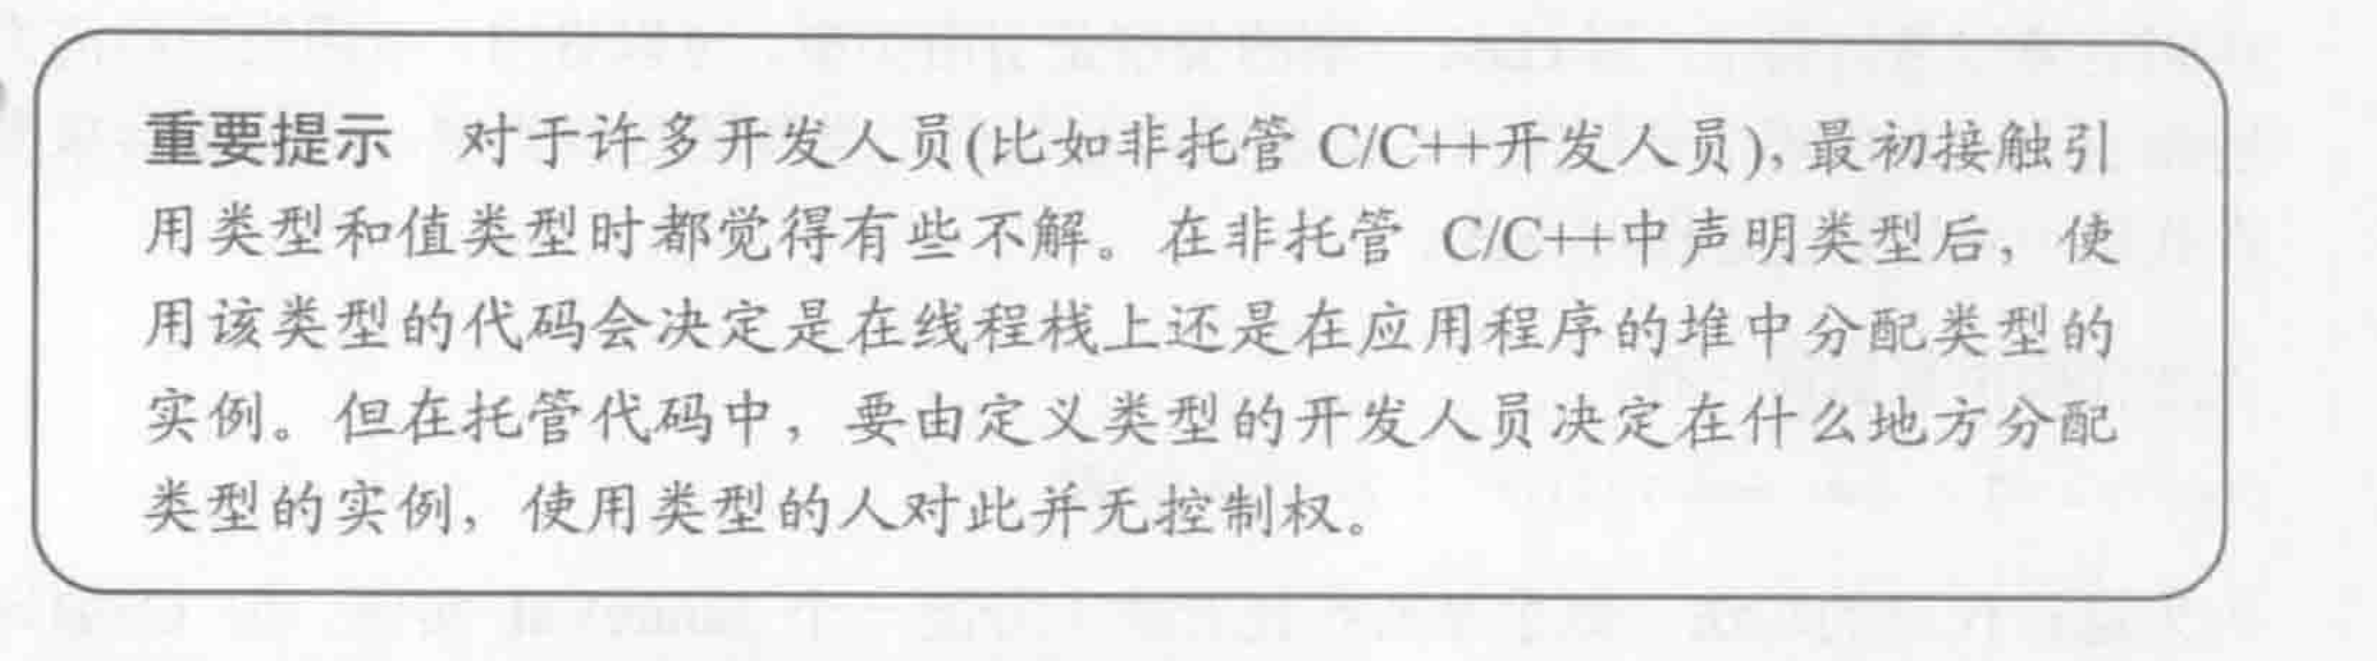 重要提示　对于许多开发人员(比如非托管 C/C++开发人员)，最初接触引
用类型和值类型时都觉得有些不解。在非托管 C/C++中声明类型后，使
用该类型的代码会决定是在线程栈上还是在应用程序的堆中分配类型的
实例。但在托管代码中，要由定义类型的开发人员决定在什么地方分配
类型的实例，使用类型的人对此并无控制权。